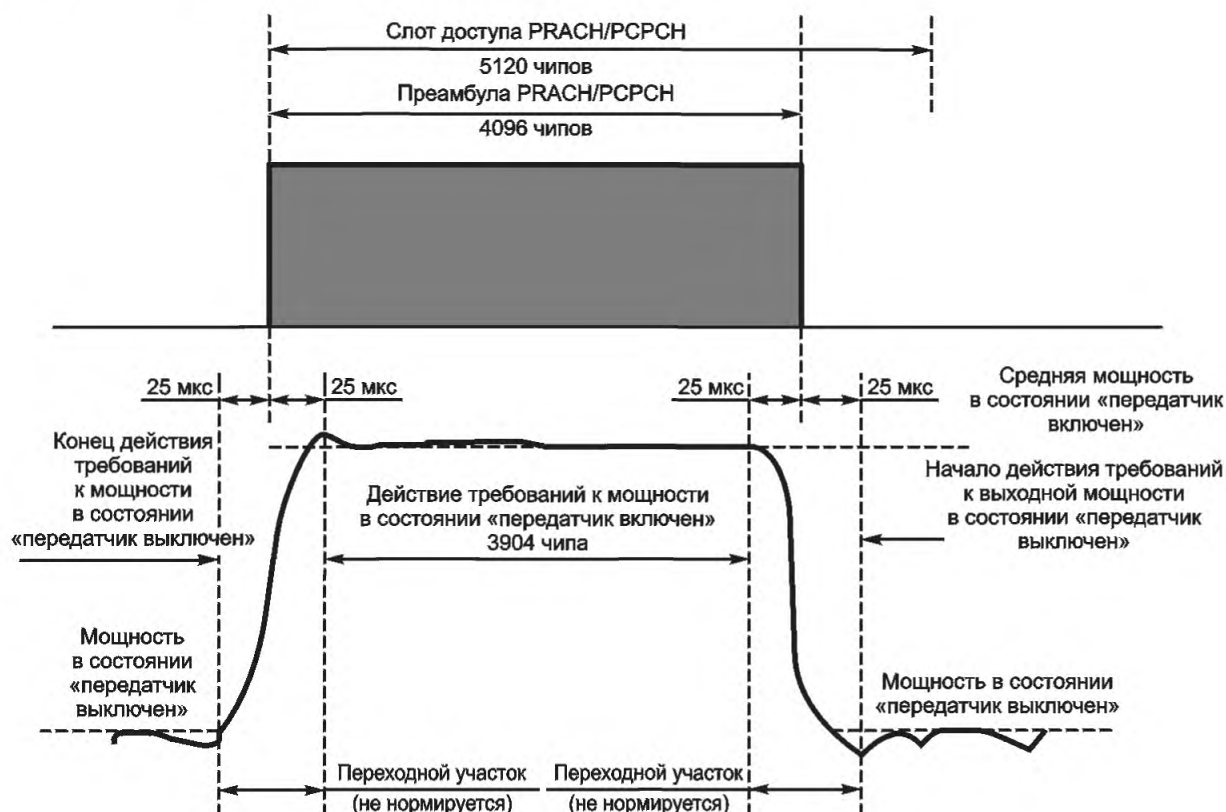 Слот доступа PRACH/PCPCH
5120 чипов
Преамбула PRACH/PCPCH
4096 чипов
25 мкс
25 мкс
25 мкс
25 мкс
Средняя мощность
в состоянии «передатчик
включен»
Конец действия
требований
к мощности
в состоянии
«передатчик выключен»
Действие требований к мощности
в состоянии «передатчик включен»
3904 чипа
Начало действия требований
к выходной мощности
в состоянии «передатчик
выключен»
Мощность
в состоянии
«передатчик
выключен»
Мощность в состоянии
«передатчик выключен»
Переходной участок
(не нормируется)
Переходной участок
(не нормируется)